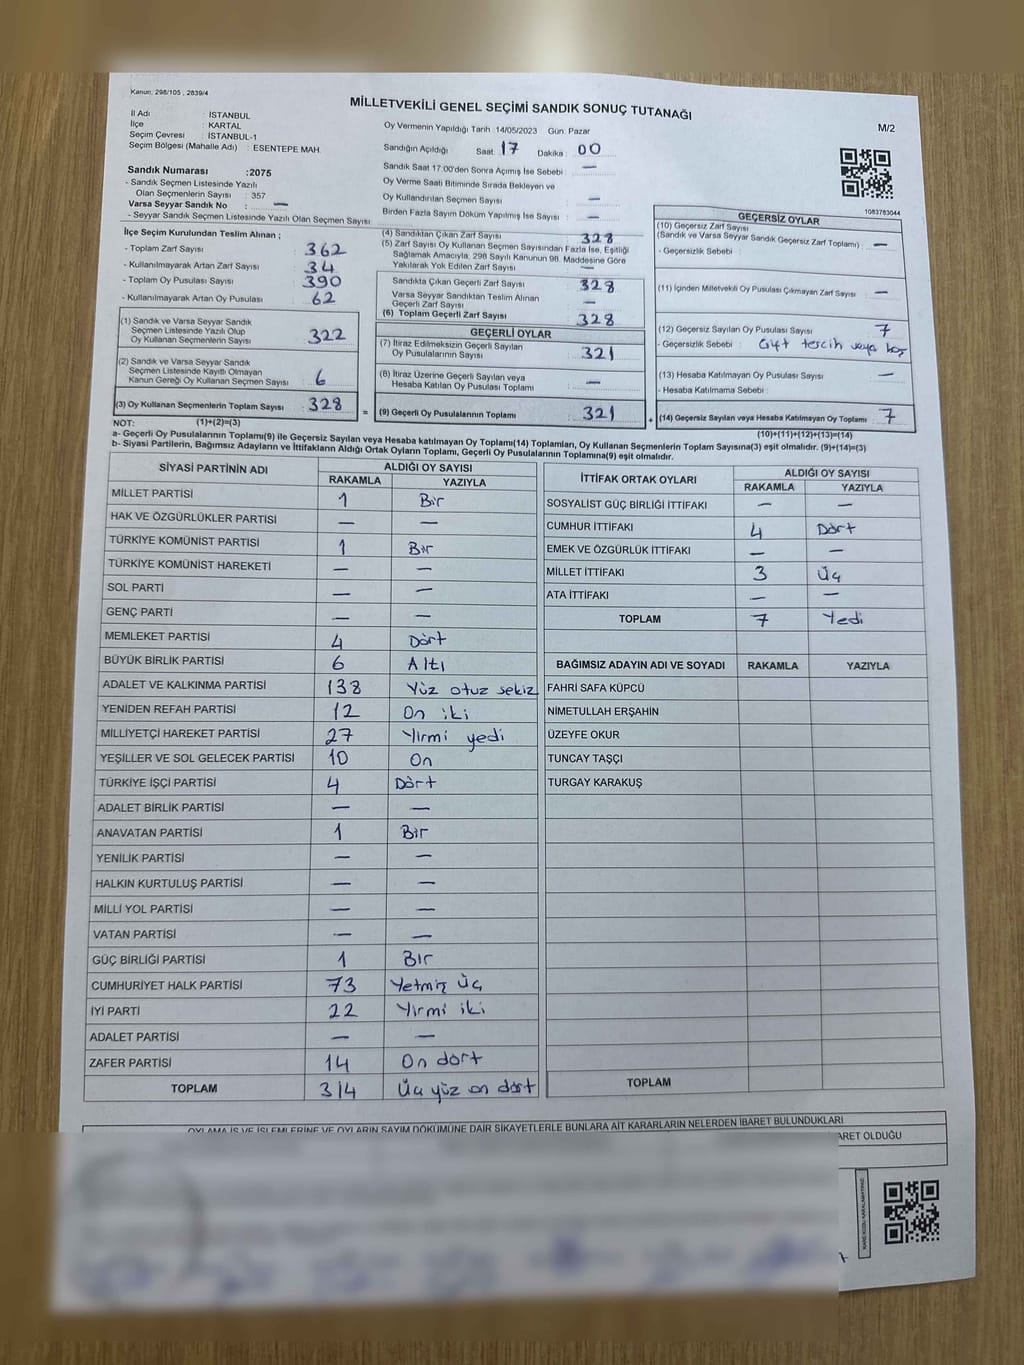 Kanun: 298/105 , 2839/4
MİLLETVEKİLİ GENEL SEÇİMİ SANDIK SONUÇ TUTANAĞI
M/2
İl Adı : İSTANBUL
İlçe : KARTAL
Seçim Çevresi : İSTANBUL-1
Seçim Bölgesi (Mahalle Adı) : ESENTEPE MAH.
Oy Vermenin Yapıldığı Tarih :14/05/2023 Gün: Pazar
Sandığın Açıldığı Saat: 17 Dakika: 00
Sandık Saat 17:00'den Sonra Açımış İse Sebebi : —
Oy Verme Saati Bitiminde Sırada Bekleyen ve
Oy Kullandırılan Seçmen Sayısı : —
Birden Fazla Sayım Döküm Yapılmış İse Sayısı : —
Sandık Numarası :2075
- Sandık Seçmen Listesinde Yazılı
Olan Seçmenlerin Sayısı : 357
Varsa Seyyar Sandık No : —
- Seyyar Sandık Seçmen Listesinde Yazılı Olan Seçmen Sayısı :
İlçe Seçim Kurulundan Teslim Alınan ;
- Toplam Zarf Sayısı : 362
- Kullanılmayarak Artan Zarf Sayısı : 34
- Toplam Oy Pusulası Sayısı : 390
- Kullanılmayarak Artan Oy Pusulası : 62
(1) Sandık ve Varsa Seyyar Sandık
Seçmen Listesinde Yazılı Olup
Oy Kullanan Seçmenlerin Sayısı : 322
(2) Sandık ve Varsa Seyyar Sandık
Seçmen Listesinde Kayıtlı Olmayan
Kanun Gereği Oy Kullanan Seçmen Sayısı : 6
(3) Oy Kullanan Seçmenlerin Toplam Sayısı : 328
(4) Sandıktan Çıkan Zarf Sayısı : 328
(5) Zarf Sayısı Oy Kullanan Seçmen Sayısından Fazla İse, Eşitliği
Sağlamak Amacıyla, 298 Sayılı Kanunun 98. Maddesine Göre
Yakılarak Yok Edilen Zarf Sayısı : —
Sandıkta Çıkan Geçerli Zarf Sayısı : 328
Varsa Seyyar Sandıktan Teslim Alınan
Geçerli Zarf Sayısı : —
(6) Toplam Geçerli Zarf Sayısı : 328
GEÇERLİ OYLAR
(7) İtiraz Edilmeksizin Geçerli Sayılan
Oy Pusulalarının Sayısı : 321
(8) İtiraz Üzerine Geçerli Sayılan veya
Hesaba Katılan Oy Pusulası Toplamı : —
= (9) Geçerli Oy Pusulalarının Toplamı : 321
1083783044
GEÇERSİZ OYLAR
(10) Geçersiz Zarf Sayısı
(Sandık ve Varsa Seyyar Sandık Geçersiz Zarf Toplamı) : —
- Geçersizlik Sebebi :
(11) İçinden Milletvekili Oy Pusulası Çıkmayan Zarf Sayısı : —
(12) Geçersiz Sayılan Oy Pusulası Sayısı : 7
- Geçersizlik Sebebi : Çift tercih veya boş
(13) Hesaba Katılmayan Oy Pusulası Sayısı : —
- Hesaba Katılmama Sebebi :
+ (14) Geçersiz Sayılan veya Hesaba Katılmayan Oy Toplamı : 7
NOT: (1)+(2)=(3)
(10)+(11)+(12)+(13)=(14)
a- Geçerli Oy Pusulalarının Toplamı(9) ile Geçersiz Sayılan veya Hesaba katılmayan Oy Toplamı(14) Toplamları, Oy Kullanan Seçmenlerin Toplam Sayısına(3) eşit olmalıdır. (9)+(14)=(3)
b- Siyasi Partilerin, Bağımsız Adayların ve İttifakların Aldığı Ortak Oyların Toplamı, Geçerli Oy Pusulalarının Toplamına(9) eşit olmalıdır.
SİYASİ PARTİNİN ADI ALDIĞI OY SAYISI
RAKAMLA YAZIYLA
MİLLET PARTİSİ 1 Bir
HAK VE ÖZGÜRLÜKLER PARTİSİ — —
TÜRKİYE KOMÜNİST PARTİSİ 1 Bir
TÜRKİYE KOMÜNİST HAREKETİ — —
SOL PARTİ — —
GENÇ PARTİ — —
MEMLEKET PARTİSİ 4 Dört
BÜYÜK BİRLİK PARTİSİ 6 Altı
ADALET VE KALKINMA PARTİSİ 138 Yüz otuz sekiz
YENİDEN REFAH PARTİSİ 12 On iki
MİLLİYETÇİ HAREKET PARTİSİ 27 Yirmi yedi
YEŞİLLER VE SOL GELECEK PARTİSİ 10 On
TÜRKİYE İŞÇİ PARTİSİ 4 Dört
ADALET BİRLİK PARTİSİ — —
ANAVATAN PARTİSİ 1 Bir
YENİLİK PARTİSİ — —
HALKIN KURTULUŞ PARTİSİ — —
MİLLİ YOL PARTİSİ — —
VATAN PARTİSİ — —
GÜÇ BİRLİĞİ PARTİSİ 1 Bir
CUMHURİYET HALK PARTİSİ 73 Yetmiş üç
İYİ PARTİ 22 Yirmi iki
ADALET PARTİSİ — —
ZAFER PARTİSİ 14 On dört
TOPLAM 314 Üç yüz on dört
İTTİFAK ORTAK OYLARI ALDIĞI OY SAYISI
RAKAMLA YAZIYLA
SOSYALIST GÜÇ BİRLİĞİ İTTİFAKI — —
CUMHUR İTTİFAKI 4 Dört
EMEK VE ÖZGÜRLÜK İTTİFAKI — —
MİLLET İTTİFAKI 3 Üç
ATA İTTİFAKI — —
TOPLAM 7 Yedi
BAĞIMSIZ ADAYIN ADI VE SOYADI RAKAMLA YAZIYLA
FAHRİ SAFA KÜPCÜ
NİMETULLAH ERŞAHİN
ÜZEYFE OKUR
TUNCAY TAŞÇI
TURGAY KARAKUŞ
TOPLAM
OYLAMA İŞ VE İŞLEMLERİNE VE OYLARIN SAYIM DÖKÜMÜNE DAİR ŞİKAYETLERLE BUNLARA AİT KARARLARIN NELERDEN İBARET BULUNDUKLARI
ARET OLDUĞU